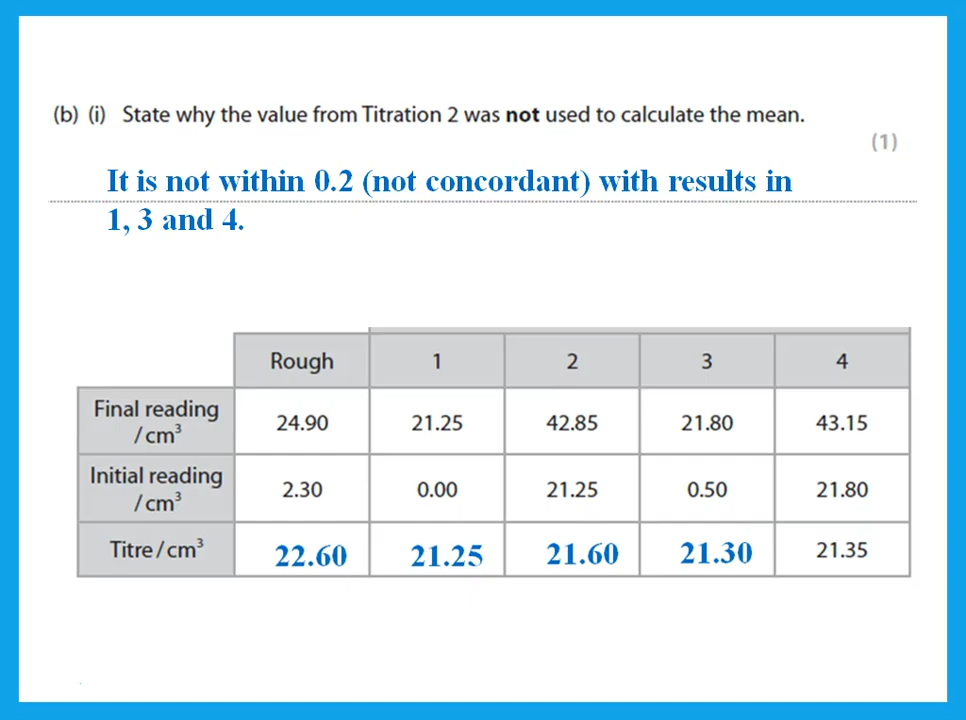 (b) (i) State why the value from Titration 2 was not used to calculate the mean.
(1)
It is not within 0.2 (not concordant) with results in
1, 3 and 4.
Rough 1 2 3 4
Final reading /cm³ 24.90 21.25 42.85 21.80 43.15
Initial reading /cm³ 2.30 0.00 21.25 0.50 21.80
Titre/cm³ 22.60 21.25 21.60 21.30 21.35